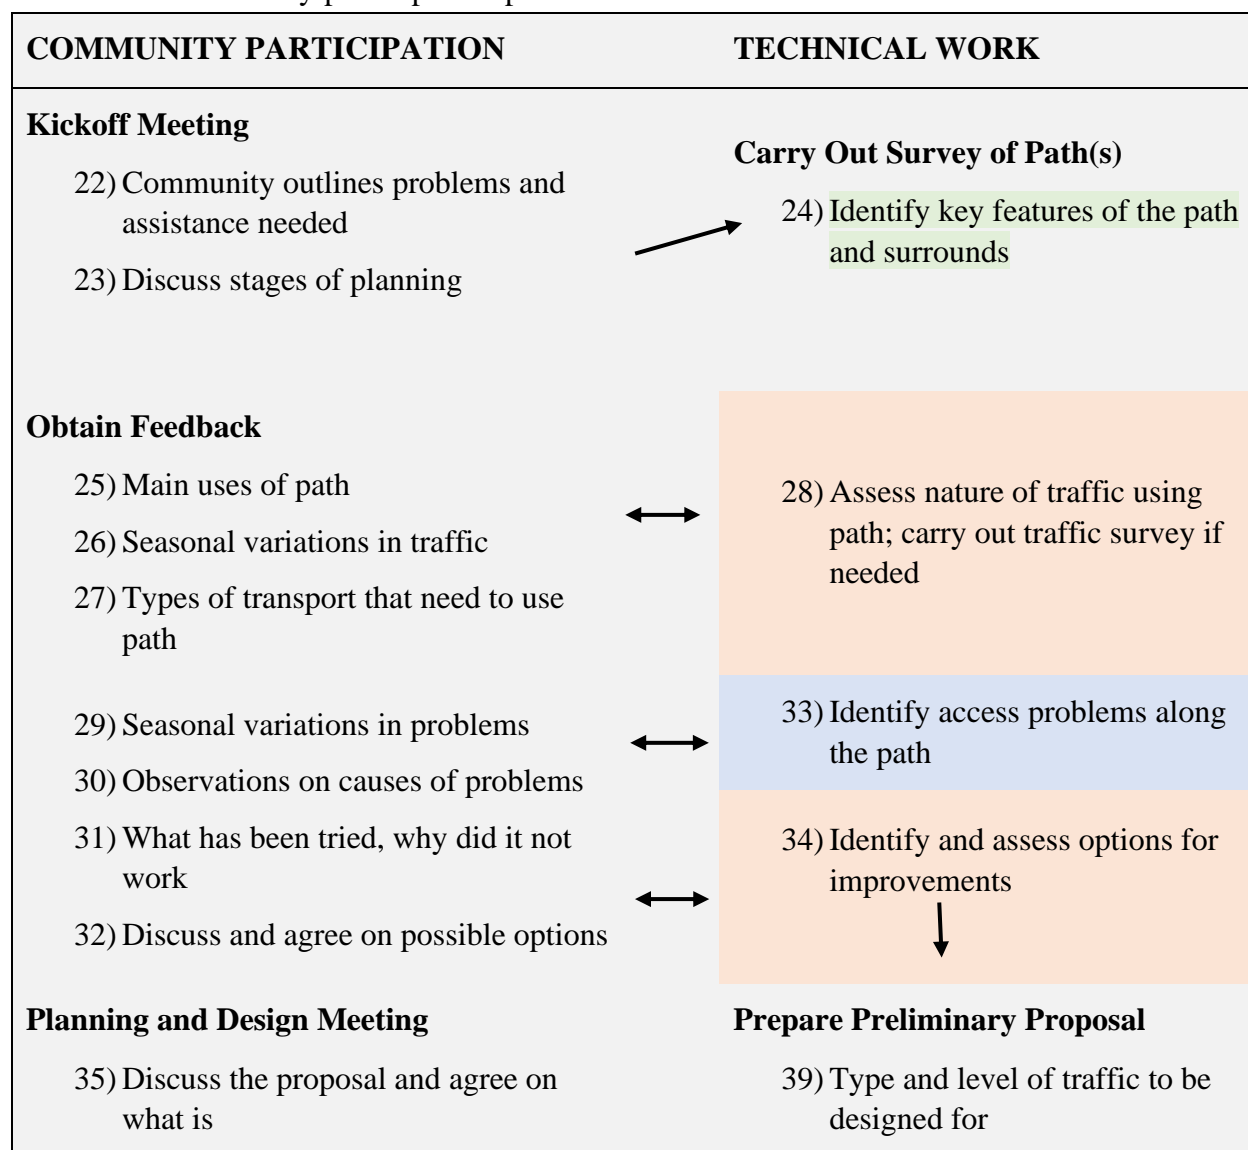 COMMUNITY PARTICIPATION
TECHNICAL WORK
Kickoff Meeting
22) Community outlines problems and
assistance needed
23) Discuss stages of planning
Carry Out Survey of Path(s)
24) Identify key features of the path
and surrounds
Obtain Feedback
25) Main uses of path
26) Seasonal variations in traffic
27) Types of transport that need to use
path
28) Assess nature of traffic using
path; carry out traffic survey if
needed
29) Seasonal variations in problems
30) Observations on causes of problems
31) What has been tried, why did it not
work
32) Discuss and agree on possible options
33) Identify access problems along
the path
34) Identify and assess options for
improvements
Planning and Design Meeting
35) Discuss the proposal and agree on
what is
Prepare Preliminary Proposal
39) Type and level of traffic to be
designed for